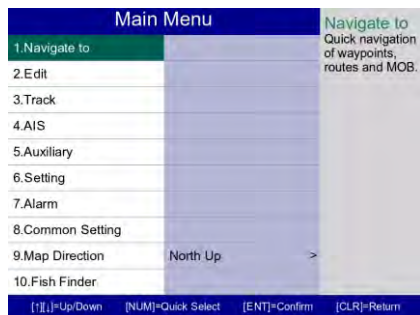 Main Menu
Navigate to
Quick navigation
of waypoints,
routes and MOB.
1.Navigate to
2.Edit
3.Track
4.AIS
5.Auxiliary
6.Setting
7.Alarm
8.Common Setting
9.Map Direction North Up >
10.Fish Finder
[↑][↓]=Up/Down [NUM]=Quick Select [ENT]=Confirm [CLR]=Return